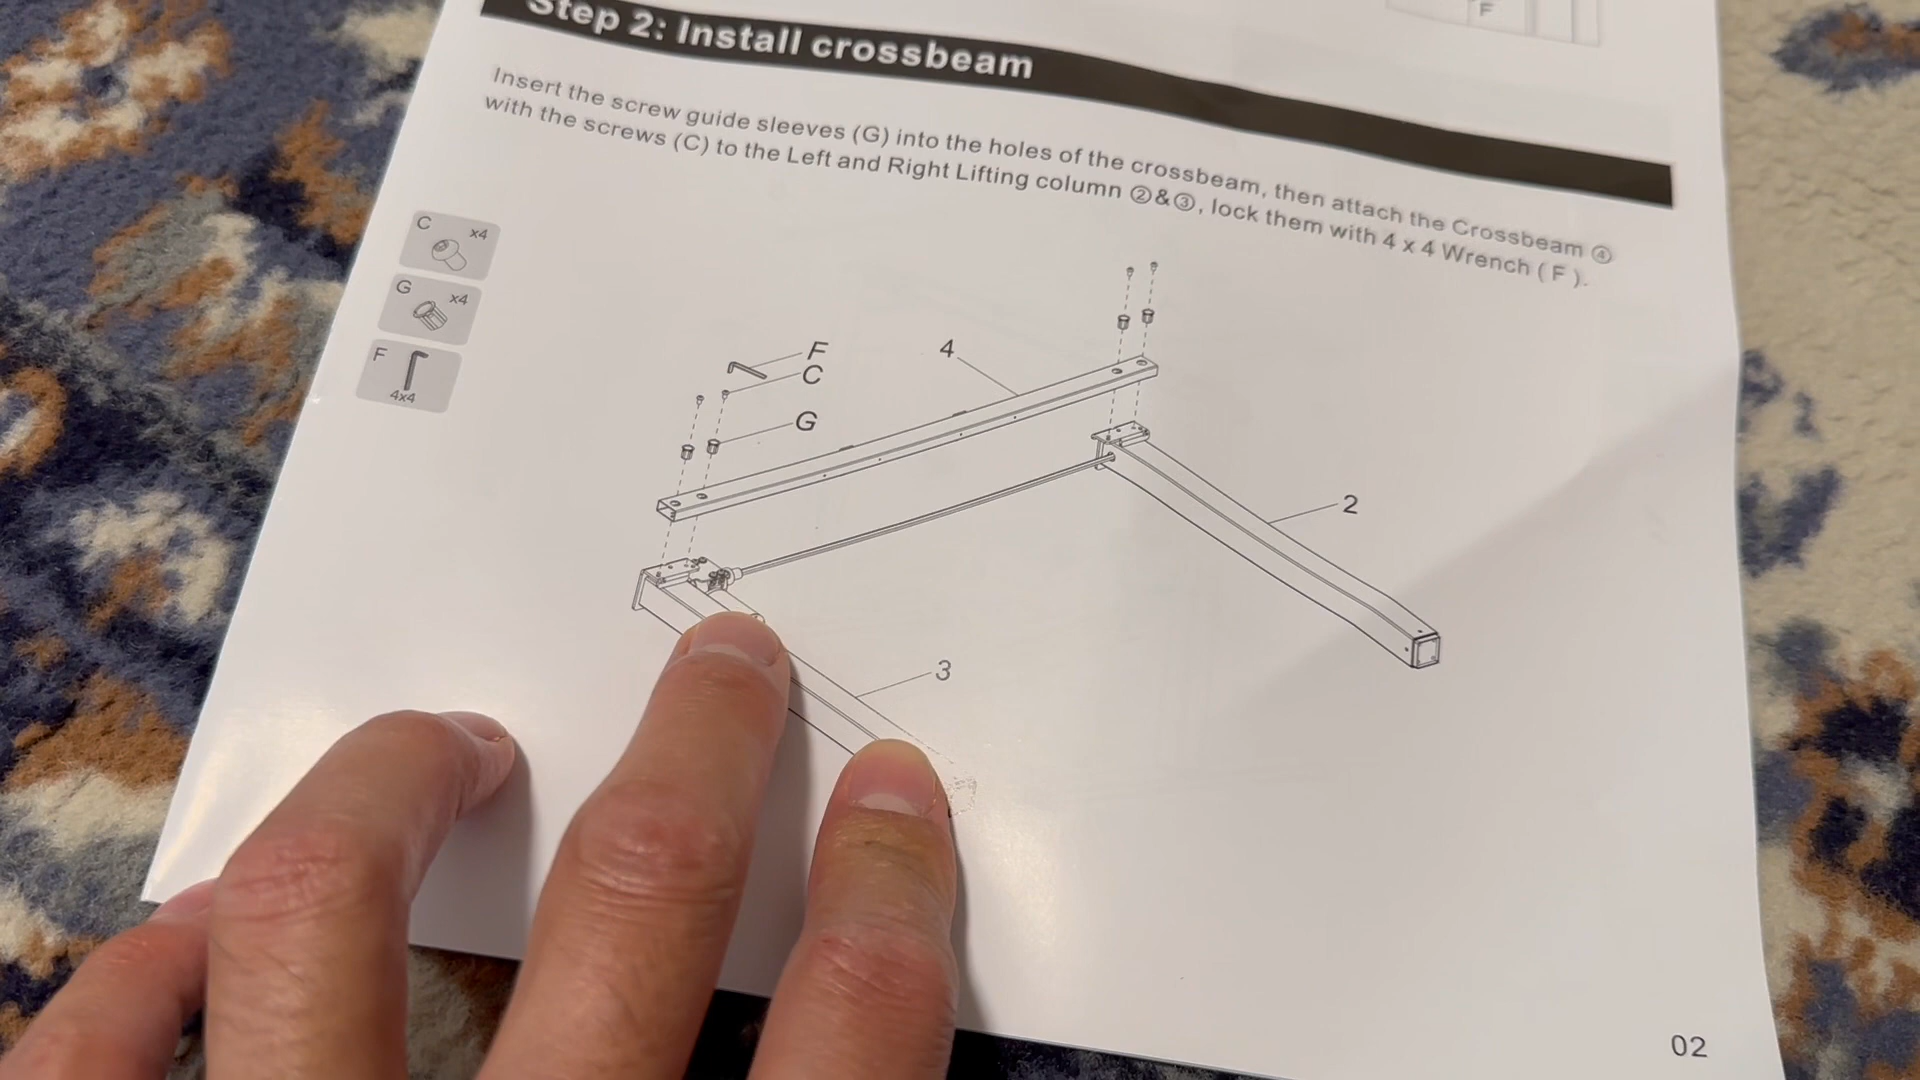 F
Step 2: Install crossbeam
Insert the screw guide sleeves (G) into the holes of the crossbeam, then attach the Crossbeam ④
with the screws (C) to the Left and Right Lifting column ②&③, lock them with 4 x 4 Wrench ( F ).
C x4
G x4
F
4x4
F
C
G
4
2
3
02